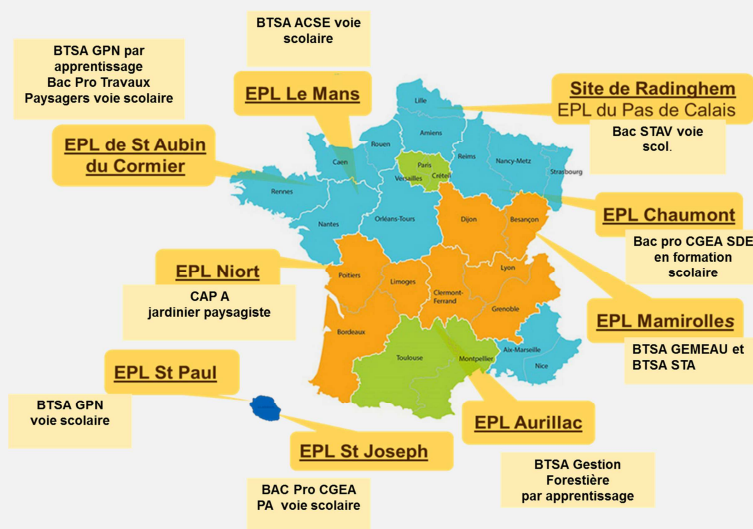 BTSA ACSE voie
scolaire
BTSA GPN par
apprentissage
Bac Pro Travaux
Paysagers voie scolaire
EPL Le Mans
Site de Radinghem
EPL du Pas de Calais
Bac STAV voie
scol.
EPL de St Aubin
du Cormier
Lille
Amiens
Rouen
Caen
Reims
Nancy-Metz
Strasbourg
Paris
Créteil
Versailles
Rennes
Nantes
Orléans-Tours
Dijon
Besançon
EPL Chaumont
Bac pro CGEA SDE
en formation
scolaire
EPL Niort
CAP A
jardinier paysagiste
Poitiers
Limoges
Clermont-
Ferrand
Lyon
Grenoble
Bordeaux
Toulouse
Montpellier
Aix-Marseille
Nice
EPL Mamirolles
BTSA GEMEAU et
BTSA STA
EPL St Paul
BTSA GPN
voie scolaire
EPL Aurillac
BTSA Gestion
Forestière
par apprentissage
EPL St Joseph
BAC Pro CGEA
PA voie scolaire